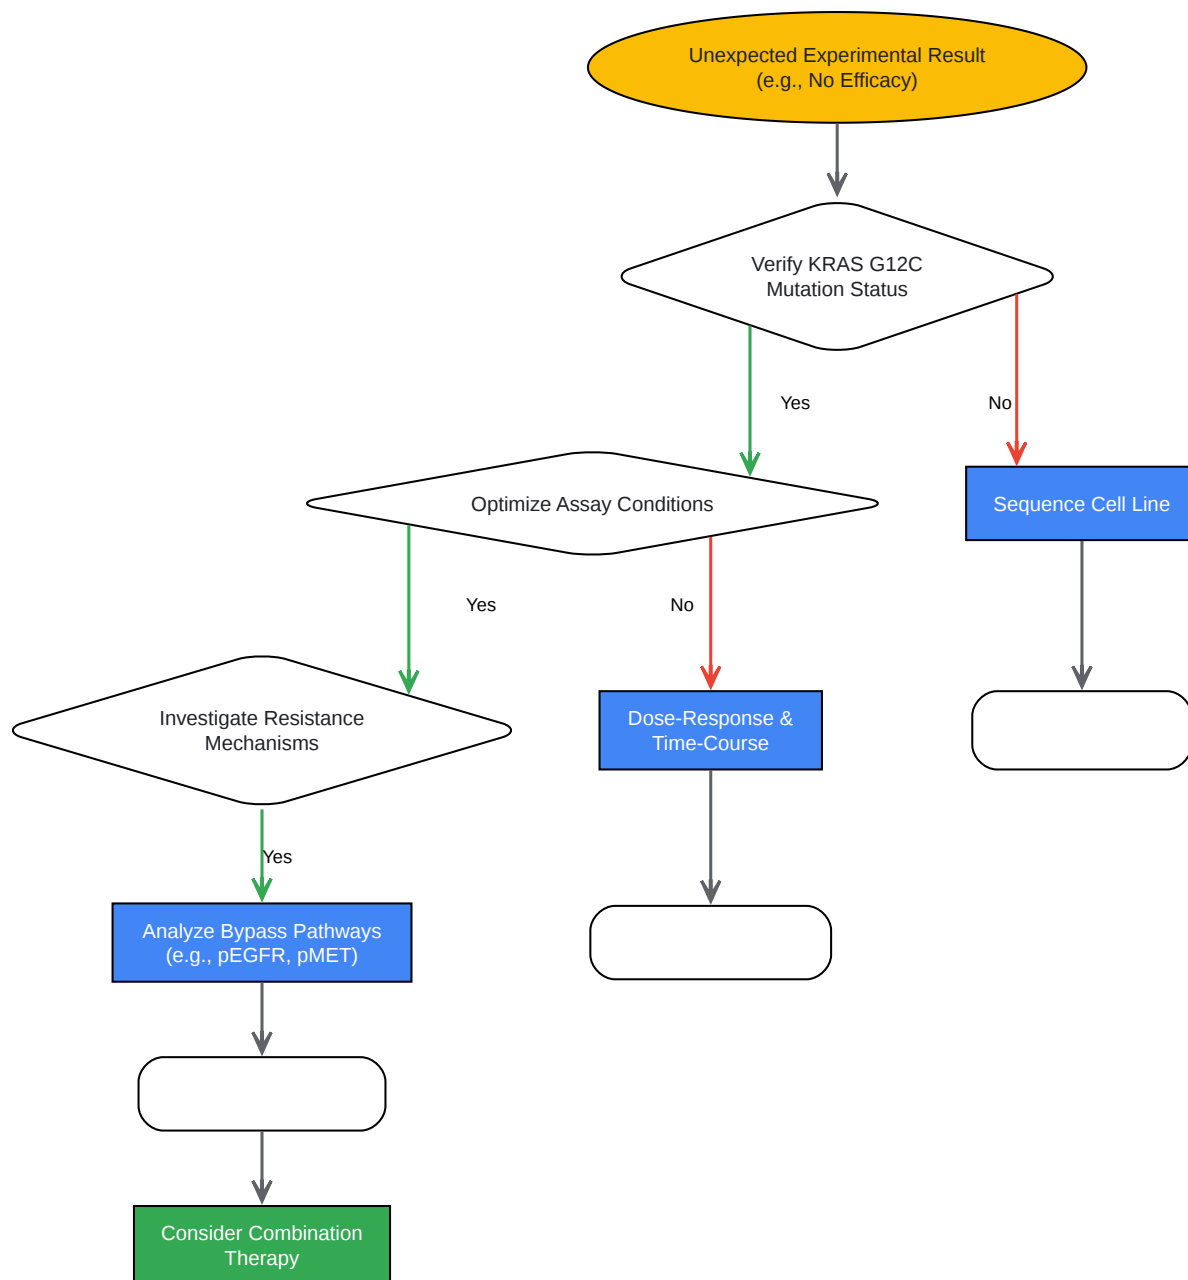 Unexpected Experimental Result
(e.g., No Efficacy)
Verify KRAS G12C
Mutation Status
Yes
No
Optimize Assay Conditions
Sequence Cell Line
Yes
No
Investigate Resistance
Mechanisms
Dose-Response &
Time-Course
Yes
Analyze Bypass Pathways
(e.g., pEGFR, pMET)
Consider Combination
Therapy